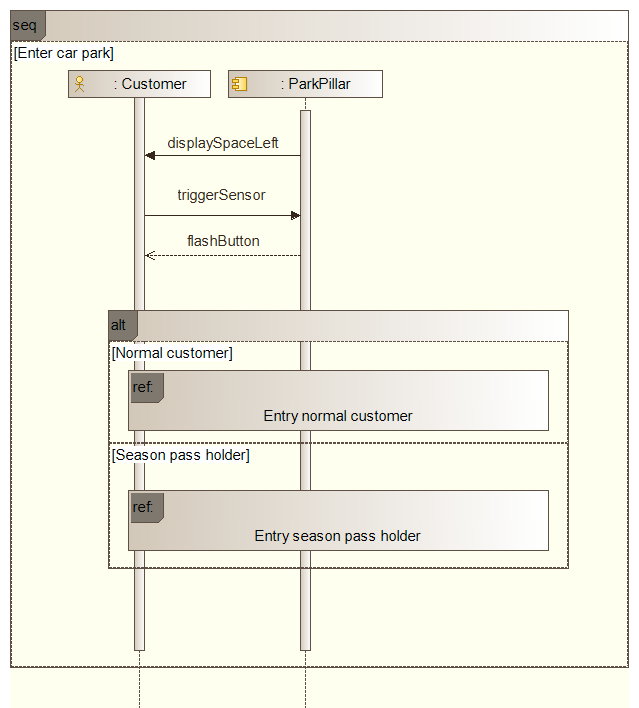 seq
[Enter car park]
: Customer
: ParkPillar
displaySpaceLeft
triggerSensor
flashButton
alt
[Normal customer]
ref:
Entry normal customer
[Season pass holder]
ref:
Entry season pass holder